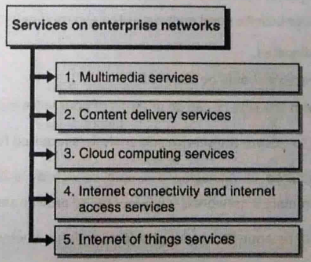 Services on enterprise networks
1. Multimedia services
2. Content delivery services
3. Cloud computing services
4. Internet connectivity and internet
access services
5. Internet of things services